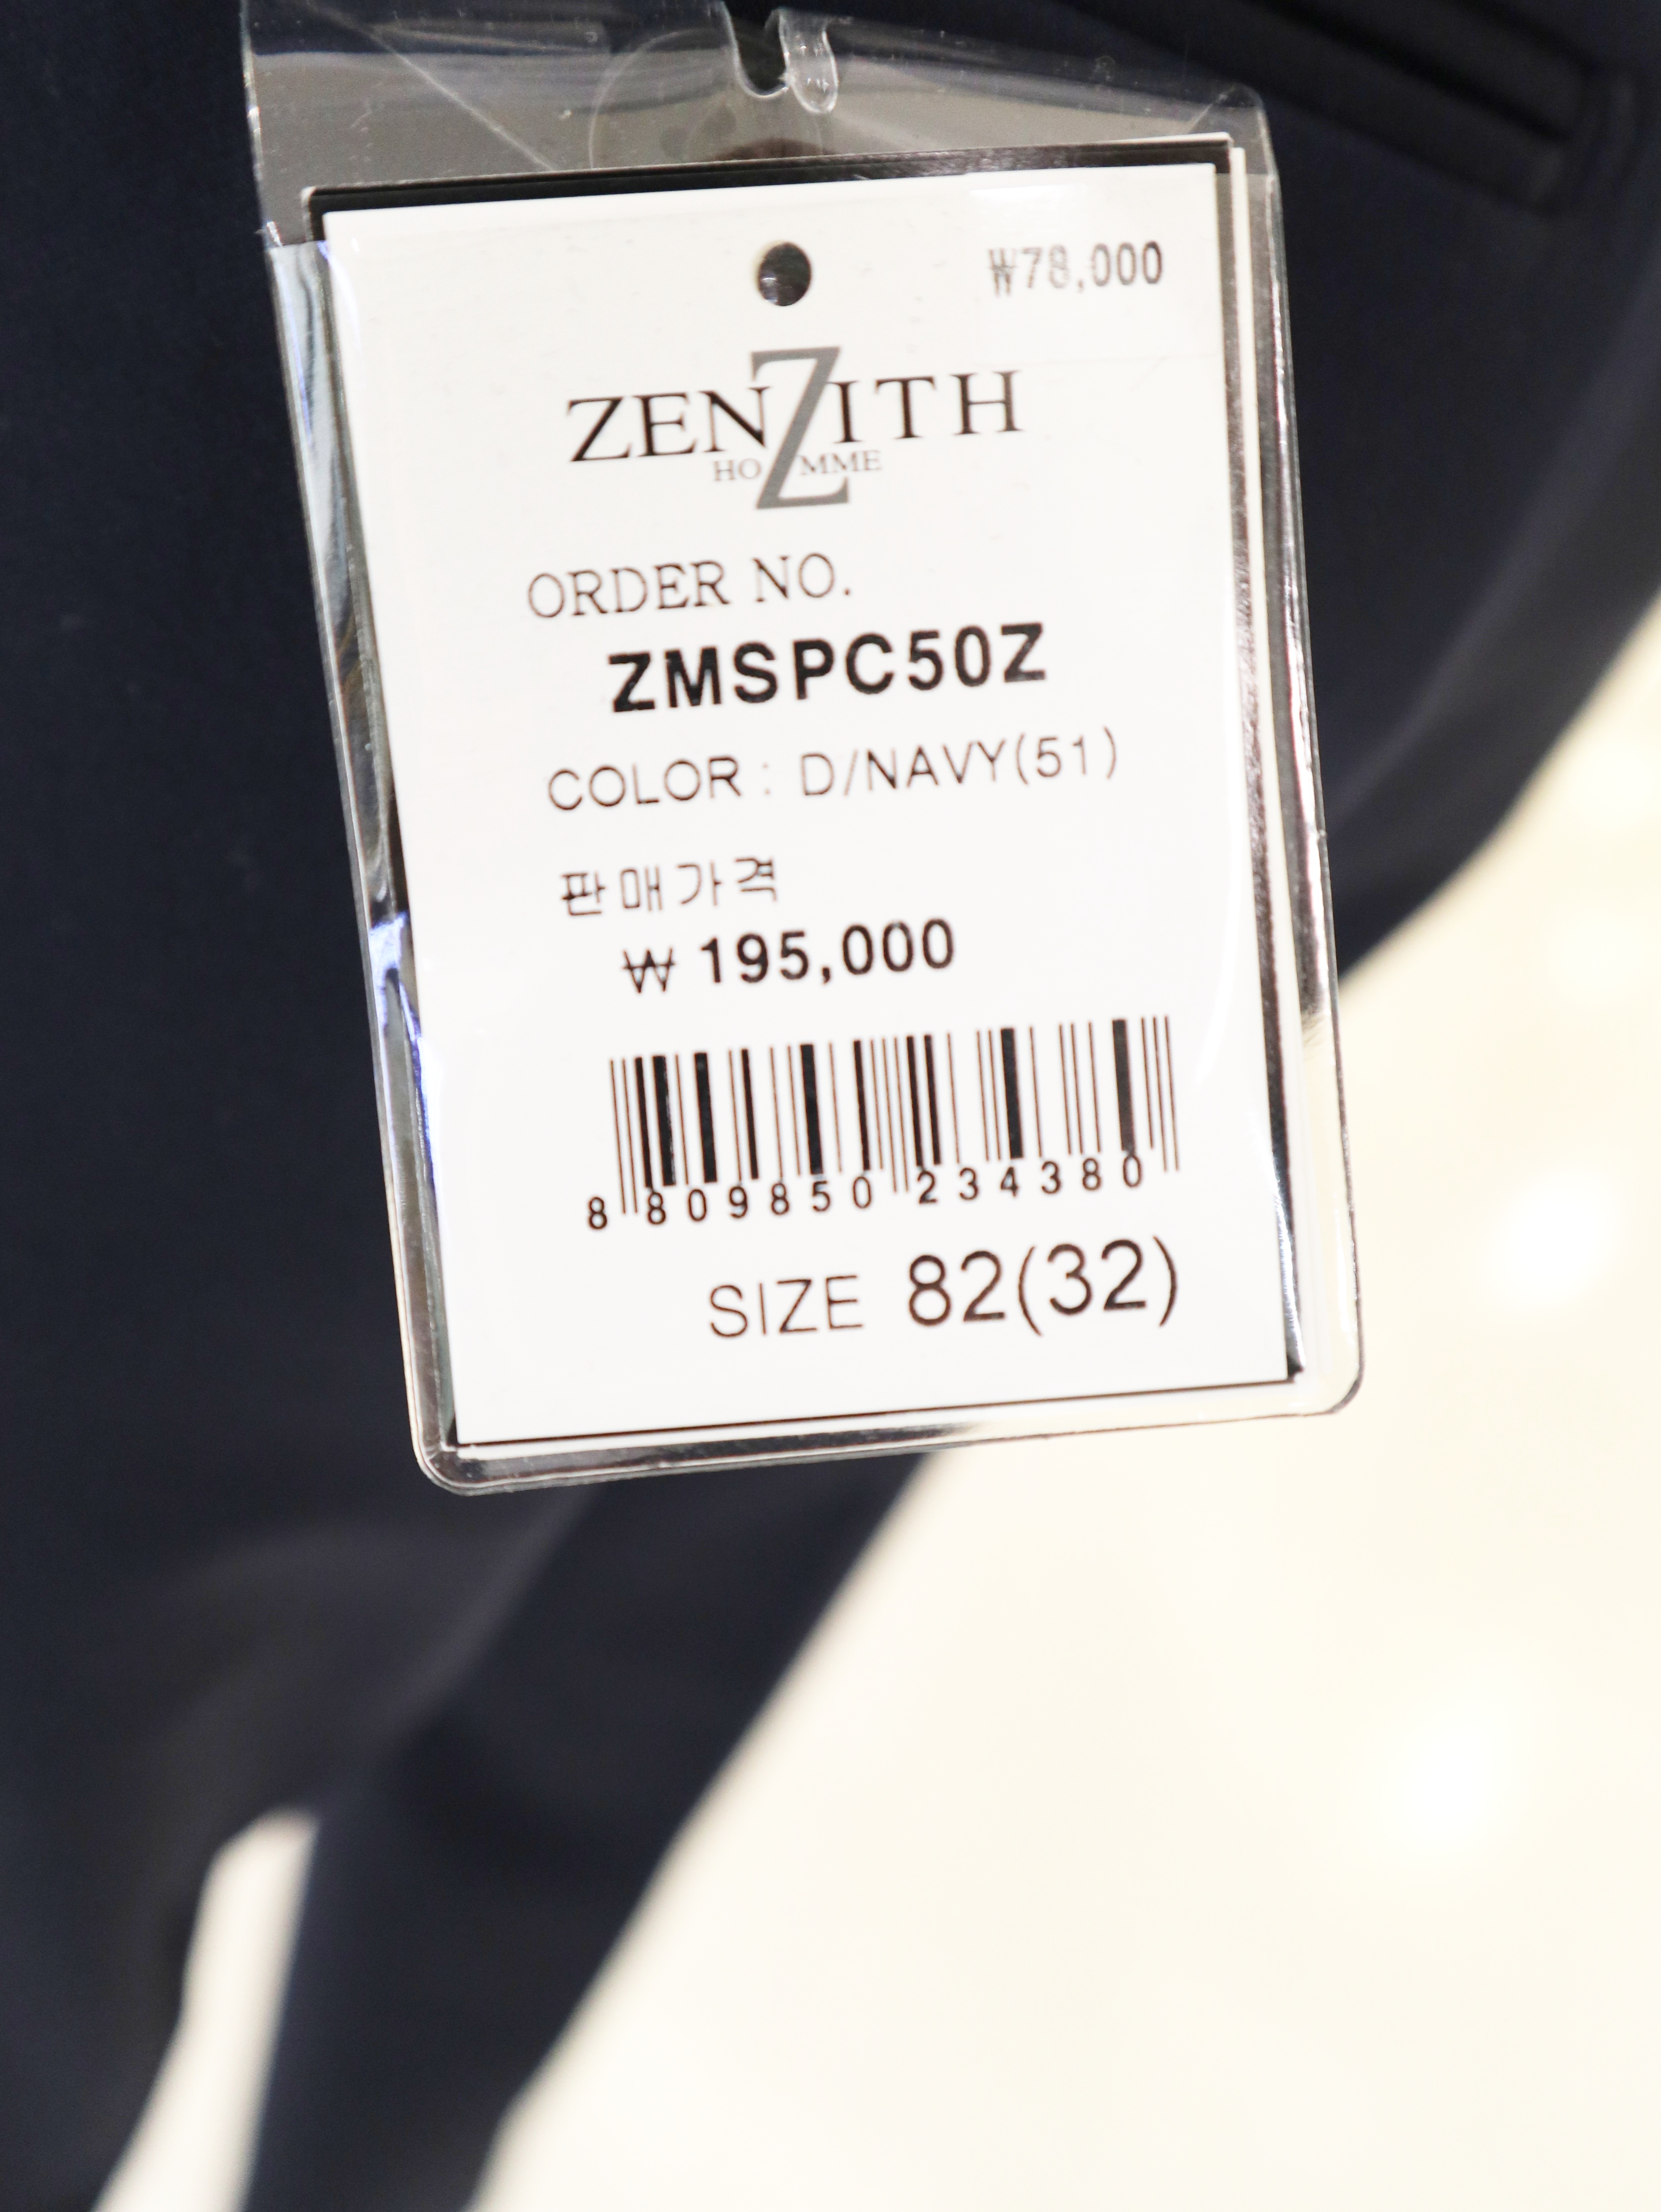 ₩78,000
ZENZITH
HOMME
ORDER NO.
ZMSPC50Z
COLOR : D/NAVY(51)
판매가격
₩ 195,000
8 809850 234380
SIZE 82(32)